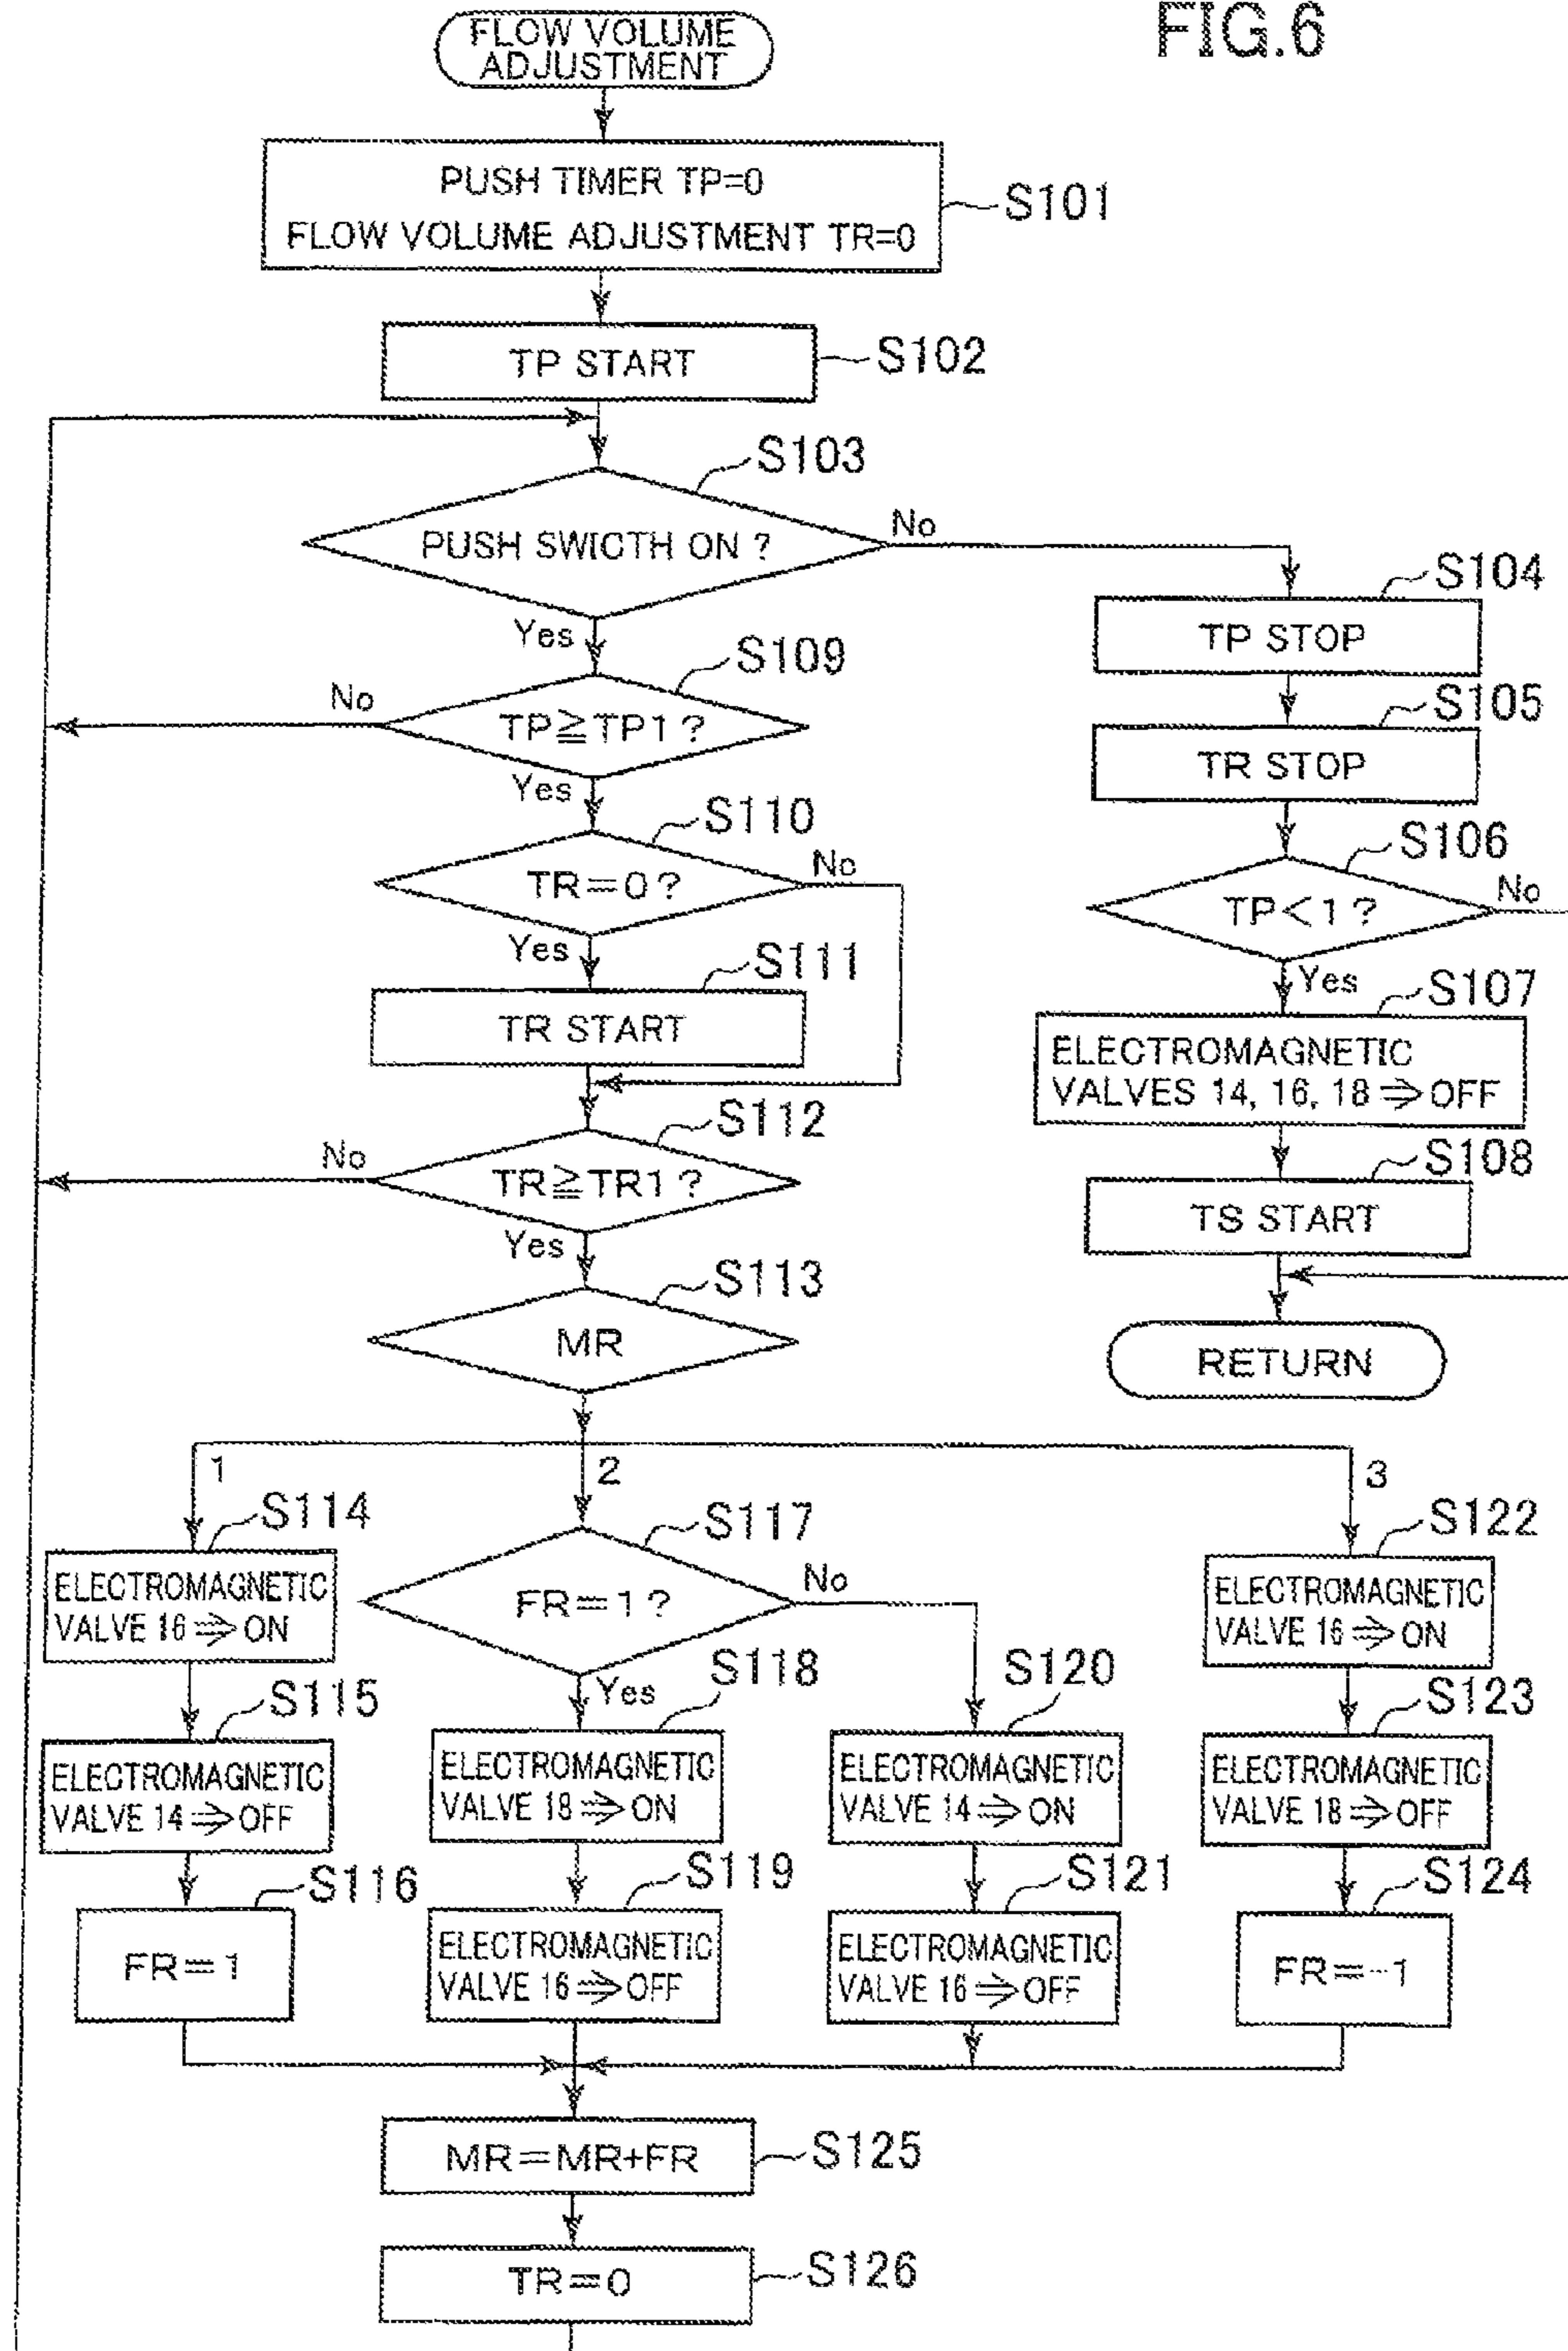 FIG.6
FLOW VOLUME
ADJUSTMENT
PUSH TIMER TP=0
FLOW VOLUME ADJUSTMENT TR=0
S101
TP START
S102
S103
PUSH SWICTH ON ?
No
Yes
S104
TP STOP
S105
TR STOP
S106
TP<1 ?
No
Yes
S107
ELECTROMAGNETIC
VALVES 14, 16, 18 ⇒ OFF
S108
TS START
RETURN
S109
TP≧TP1 ?
No
Yes
S110
TR=0 ?
No
Yes
S111
TR START
S112
TR≧TR1 ?
No
Yes
S113
MR
1
2
3
S114
ELECTROMAGNETIC
VALVE 16 ⇒ ON
S115
ELECTROMAGNETIC
VALVE 14 ⇒ OFF
S116
FR=1
S117
FR=1 ?
No
Yes
S118
ELECTROMAGNETIC
VALVE 18 ⇒ ON
S119
ELECTROMAGNETIC
VALVE 16 ⇒ OFF
S120
ELECTROMAGNETIC
VALVE 14 ⇒ ON
S121
ELECTROMAGNETIC
VALVE 16 ⇒ OFF
S122
ELECTROMAGNETIC
VALVE 16 ⇒ ON
S123
ELECTROMAGNETIC
VALVE 18 ⇒ OFF
S124
FR=-1
MR=MR+FR
S125
TR=0
S126